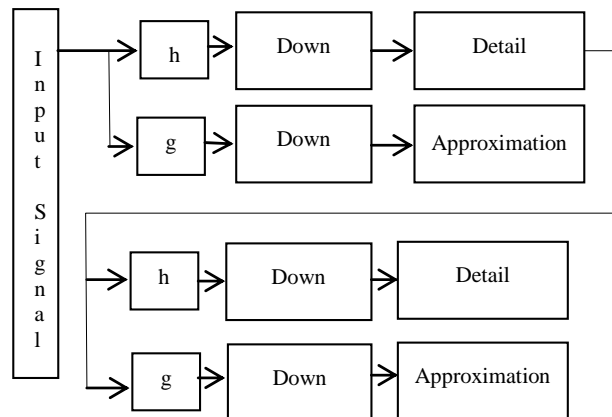 Input Signal
h
Down
Detail
g
Down
Approximation
h
Down
Detail
g
Down
Approximation